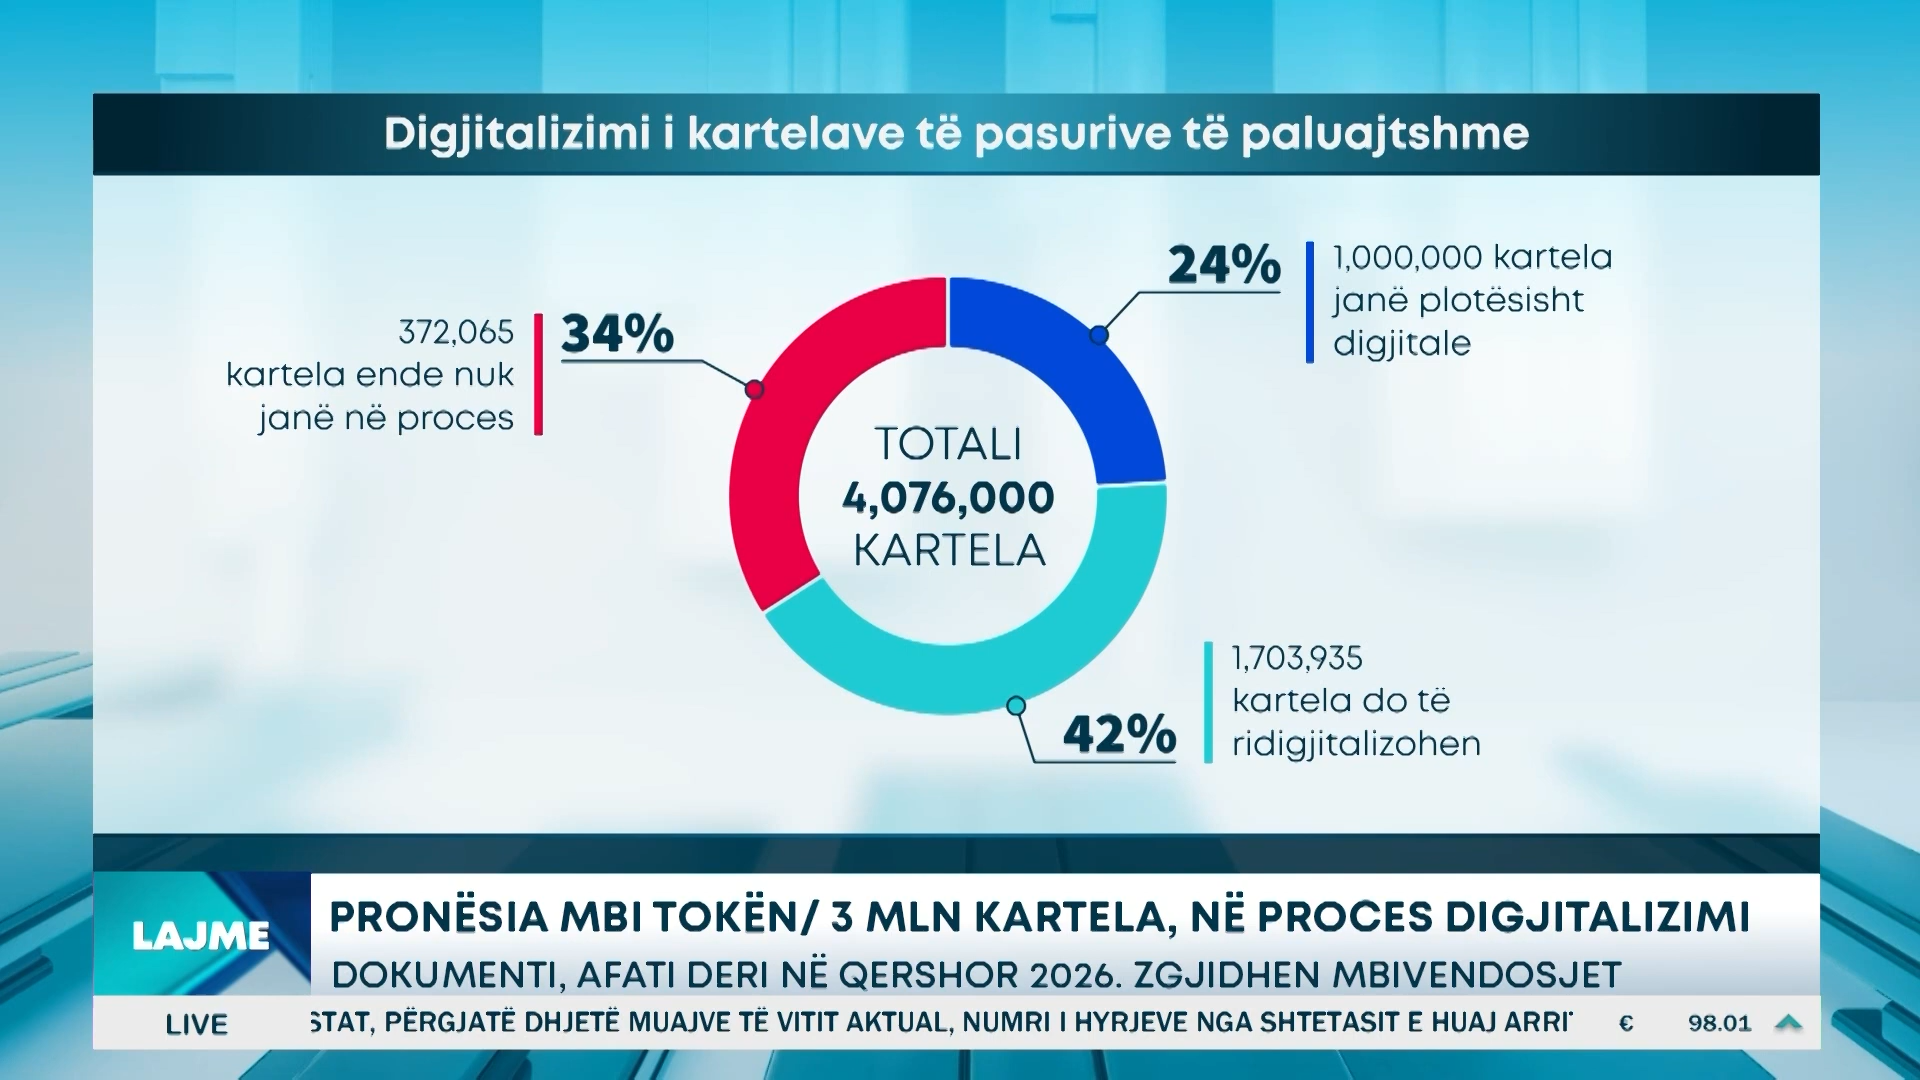 Digjitalizimi i kartelave të pasurive të paluajtshme
24%
1,000,000 kartela
janë plotësisht
digjitale
372,065
kartela ende nuk
janë në proces
34%
TOTALI
4,076,000
KARTELA
1,703,935
kartela do të
ridigjitalizohen
42%
LAJME
PRONËSIA MBI TOKËN/ 3 MLN KARTELA, NË PROCES DIGJITALIZIMI
DOKUMENTI, AFATI DERI NË QERSHOR 2026. ZGJIDHEN MBIVENDOSJET
LIVE
STAT, PËRGJATË DHJETË MUAJVE TË VITIT AKTUAL, NUMRI I HYRJEVE NGA SHTETASIT E HUAJ ARRI
€ 98.01